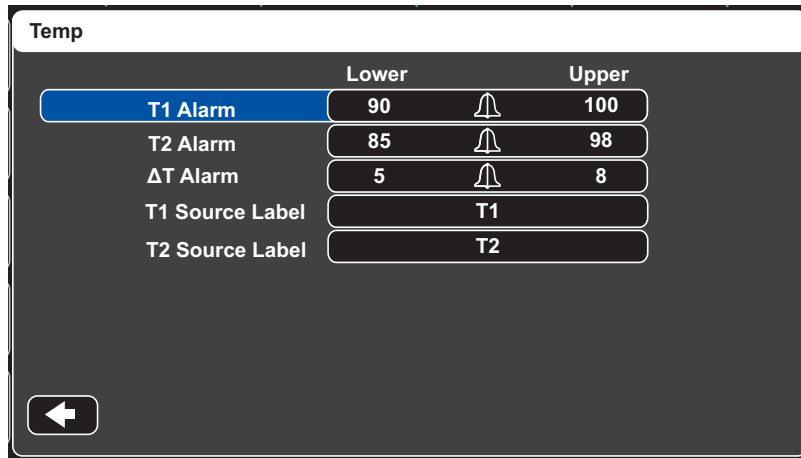 Temp
Lower Upper
T1 Alarm 90 100
T2 Alarm 85 98
ΔT Alarm 5 8
T1 Source Label T1
T2 Source Label T2